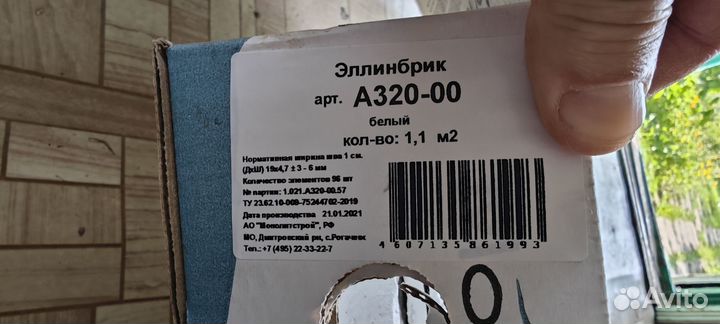 Эллинбрик
арт. А320-00
белый
кол-во: 1,1 м2
Нормативная ширина шва 1 см.
(ДхШ) 19х4,7 ± 3 - 6 мм
Количество элементов 96 шт
№ партии: 1.021.А320-00.57
ТУ 23.62.10-009-75244702-2019
Дата производства 21.01.2021
АО "Монолитстрой", РФ
МО, Дмитровский рн, с.Рогачево
Тел.: +7 (495) 22-33-22-7
4607135861993
0
Avito